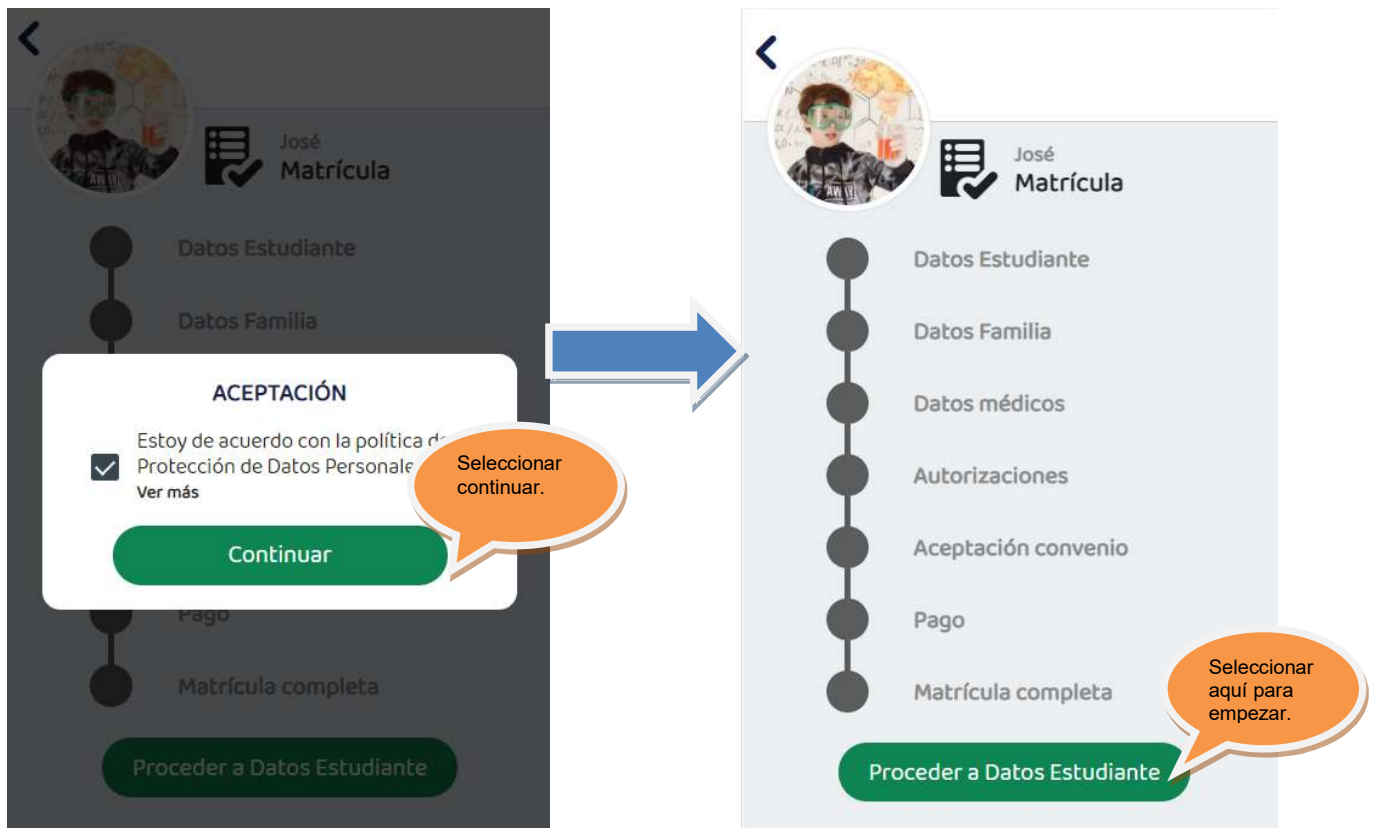 José
Matrícula
Datos Estudiante
Datos Familia
ACEPTACIÓN
Estoy de acuerdo con la política
Protección de Datos
Ver más
Continuar
Seleccionar
continuar.
Pago
Matrícula completa
Proceder a Datos Estudiante
José
Matrícula
Datos Estudiante
Datos Familia
Datos médicos
Autorizaciones
Aceptación convenio
Pago
Matrícula completa
Seleccionar
aquí para
empezar.
Proceder a Datos Estudiante